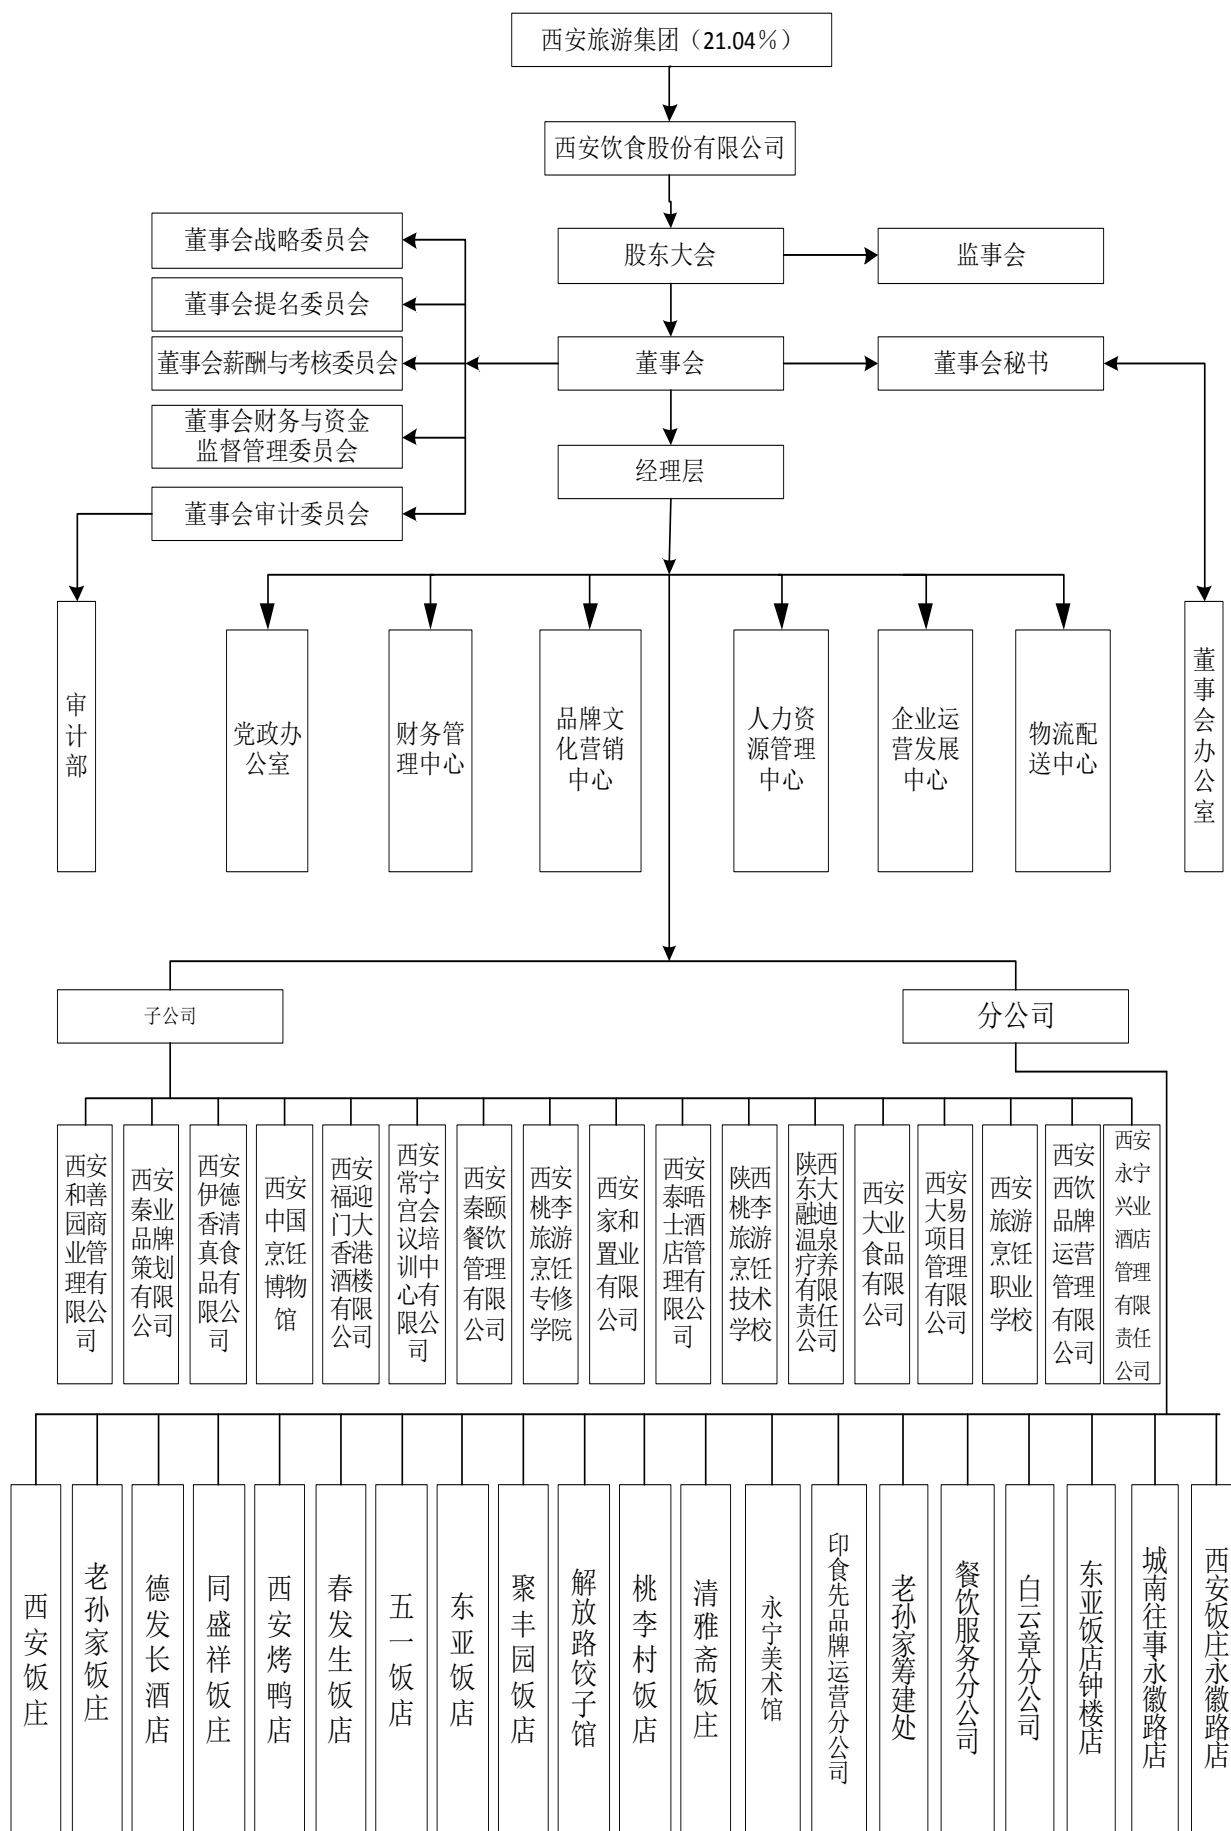 西安旅游集团（21.04％）
西安饮食股份有限公司
董事会战略委员会
股东大会
监事会
董事会提名委员会
董事会薪酬与考核委员会
董事会
董事会秘书
董事会财务与资金
监督管理委员会
经理层
董事会审计委员会
审计部
党政办
公室
财务管
理中心
品牌文
化营销
中心
人力资
源管理
中心
企业运
营发展
中心
物流配
送中心
董事会办公室
子公司
分公司
西安
和善
园商
业管
理有
限公
司
西安
秦业
品牌
策划
有限
公司
西安
伊德
香清
真食
品有
限公
司
西安
中国
烹饪
博物
馆
西安
福迎
门大
香港
酒楼
有限
公司
西安
常宁
宫会
议培
训中
心有
限公
司
西安
秦颐
餐饮
管理
有限
公司
西安
桃李
旅游
烹饪
专修
学院
西安
家和
置业
有限
公司
西安
泰晤
士酒
店管
理有
限公
司
陕西
桃李
旅游
烹饪
技术
学校
陕西
东大
融迪
温泉
疗养
有限
责任
公司
西安
大业
食品
有限
公司
西安
大易
项目
管理
有限
公司
西安
旅游
烹饪
职业
学校
西安
西饮
品牌
运营
管理
有限
公司
西安
永宁
兴业
酒店
管理
有限
责任
公司
西安饭庄
老孙家饭庄
德发长酒店
同盛祥饭庄
西安烤鸭店
春发生饭店
五一饭店
东亚饭店
聚丰园饭店
解放路饺子馆
桃李村饭店
清雅斋饭庄
永宁美术馆
印食先品牌运营分公司
老孙家筹建处
餐饮服务分公司
白云章分公司
东亚饭店钟楼店
城南往事永徽路店
西安饭庄永徽路店